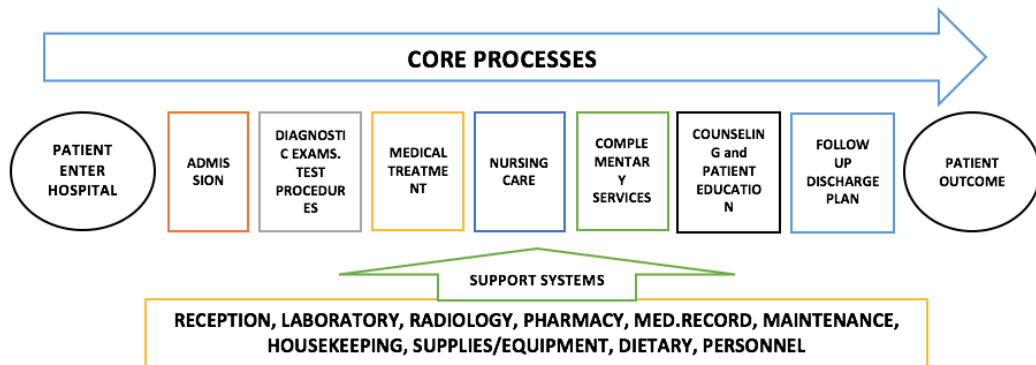 CORE PROCESSES
PATIENT
ENTER
HOSPITAL
ADMIS
SION
DIAGNOSTI
C EXAMS.
TEST
PROCEDUR
ES
MEDICAL
TREATME
NT
NURSING
CARE
COMPLE
MENTAR
Y
SERVICES
COUNSELIN
G and
PATIENT
EDUCATIO
N
FOLLOW
UP
DISCHARGE
PLAN
PATIENT
OUTCOME
SUPPORT SYSTEMS
RECEPTION, LABORATORY, RADIOLOGY, PHARMACY, MED.RECORD, MAINTENANCE,
HOUSEKEEPING, SUPPLIES/EQUIPMENT, DIETARY, PERSONNEL